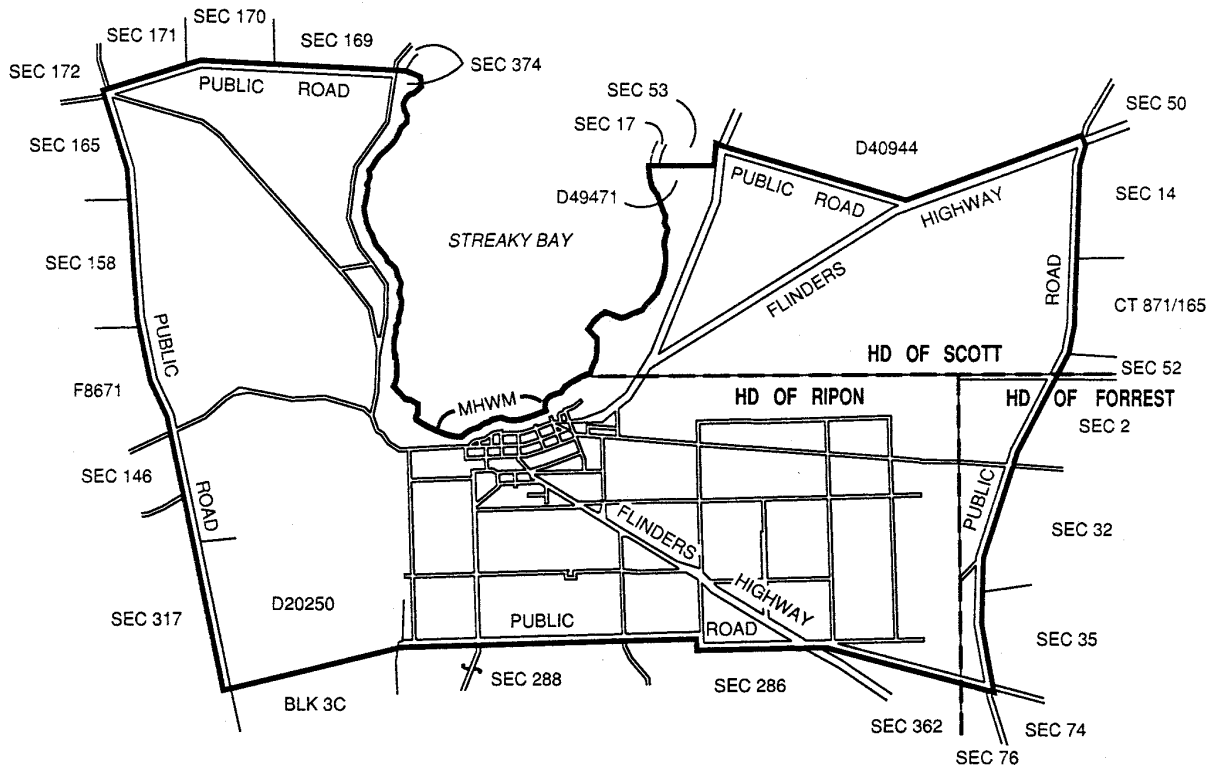 SEC 170
SEC 171
SEC 169
SEC 172
SEC 374
PUBLIC ROAD
SEC 53
SEC 50
SEC 17
D40944
SEC 165
PUBLIC ROAD
D49471
SEC 14
HIGHWAY
STREAKY BAY
SEC 158
FLINDERS
ROAD
CT 871/165
PUBLIC
HD OF SCOTT
SEC 52
F8671
MHWM
HD OF RIPON
HD OF FORREST
SEC 2
SEC 146
ROAD
PUBLIC
FLINDERS
SEC 32
D20250
HIGHWAY
SEC 317
PUBLIC
ROAD
SEC 35
SEC 288
SEC 286
BLK 3C
SEC 362
SEC 74
SEC 76